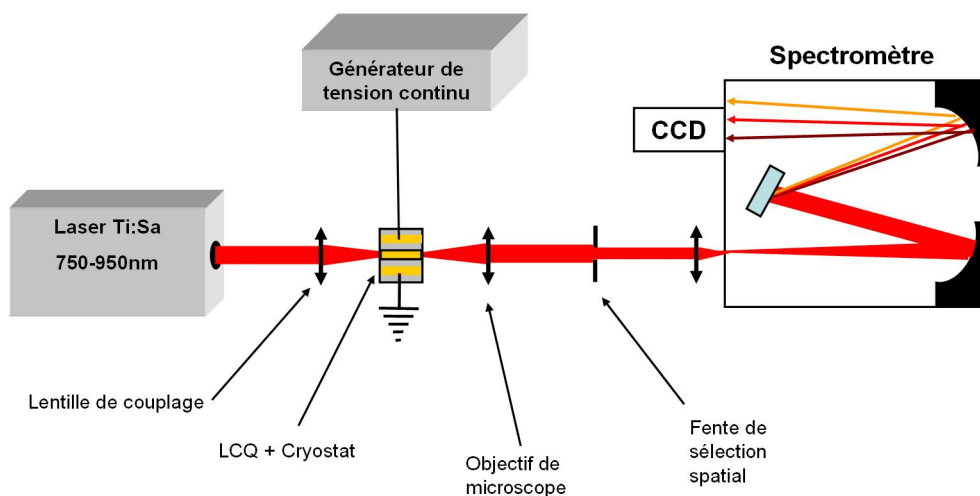 Générateur de
tension continu
Spectromètre
CCD
Laser Ti:Sa
750-950nm
Lentille de couplage
LCQ + Cryostat
Objectif de
microscope
Fente de
sélection
spatial